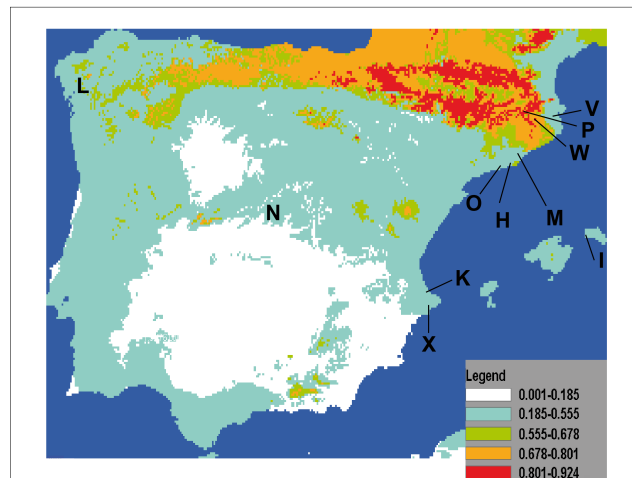 L
V
P
W
O
H
M
N
I
K
X
Legend
0.001-0.185
0.185-0.555
0.555-0.678
0.678-0.801
0.801-0.924